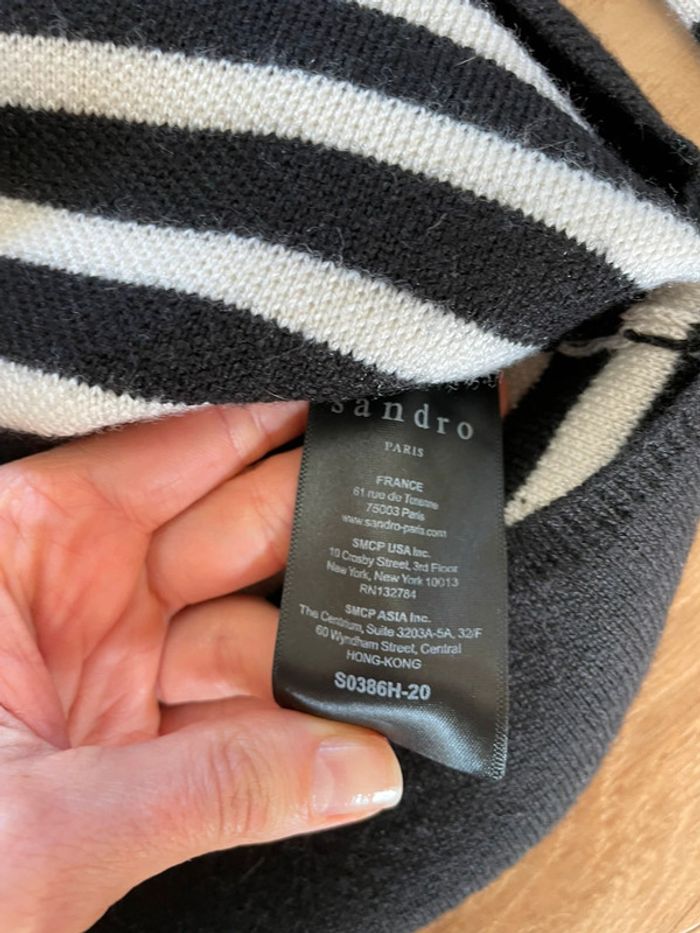 sandro
PARIS
FRANCE
61 rue de Turenne
75003 Paris
www.sandro-paris.com
SMCP USA Inc.
10 Crosby Street, 3rd Floor
New York, New York 10013
RN132784
SMCP ASIA Inc.
The Centrium, Suite 3203A-5A, 32/F
60 Wyndham Street, Central
HONG-KONG
S0386H-20